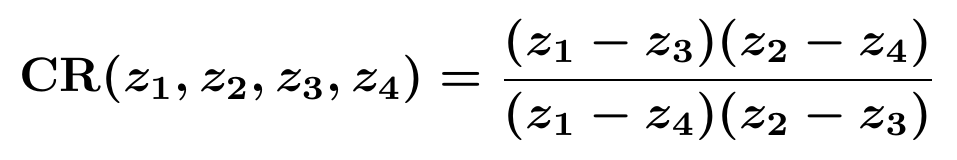 CR(z₁, z₂, z₃, z₄) = (z₁ − z₃)(z₂ − z₄) / (z₁ − z₄)(z₂ − z₃)